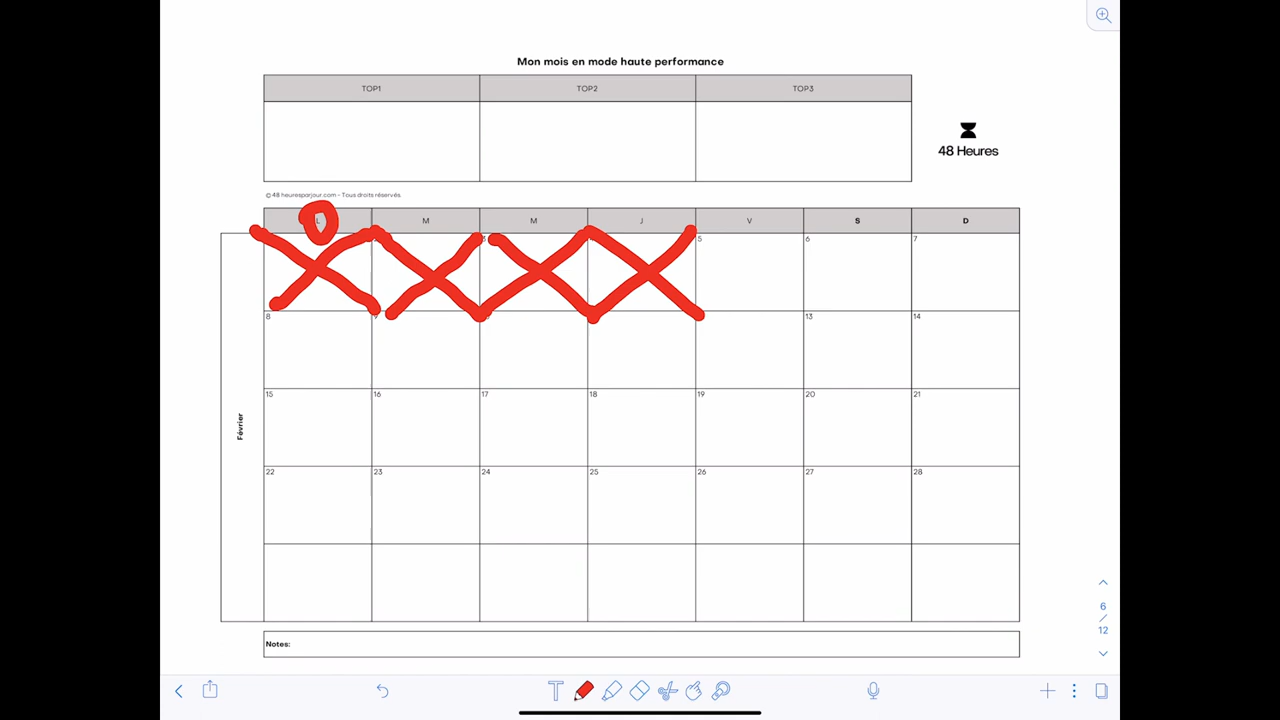 Mon mois en mode haute performance
TOP1 TOP2 TOP3
48 Heures
© 48 heuresparjour.com - Tous droits réservés.
L M M J V S D
5 6 7
8 9 13 14
15 16 17 18 19 20 21
22 23 24 25 26 27 28
Février
Notes:
6
/
12
T